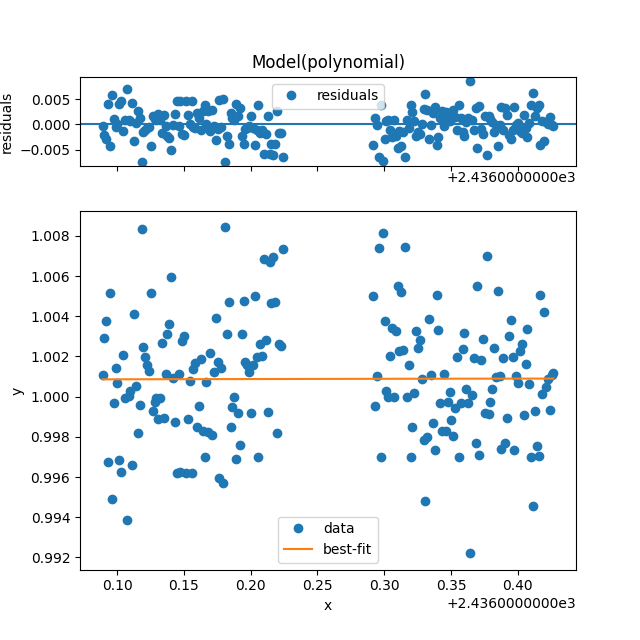 Model(polynomial)
residuals
0.005
0.000
−0.005
residuals
+2.4360000000e3
1.008
1.006
1.004
1.002
1.000
0.998
0.996
0.994
0.992
y
data
best-fit
0.10 0.15 0.20 0.25 0.30 0.35 0.40
x
+2.4360000000e3